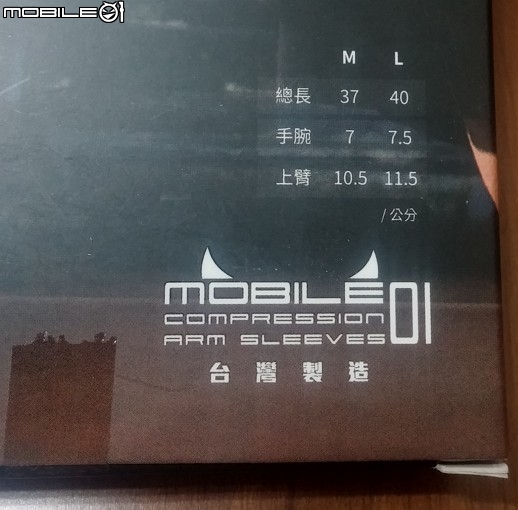 MOBILE01
M L
總長 37 40
手腕 7 7.5
上臂 10.5 11.5
/公分
MOBILE01
COMPRESSION
ARM SLEEVES
台灣製造